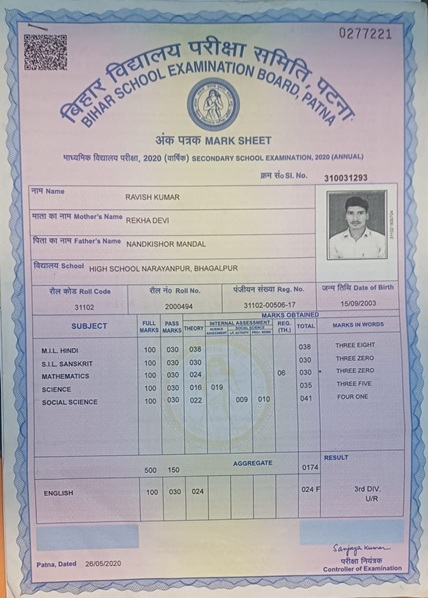 0277221
बिहार विद्यालय परीक्षा समिति, पटना
BIHAR SCHOOL EXAMINATION BOARD, PATNA
अंक पत्रक MARK SHEET
माध्यमिक विद्यालय परीक्षा, 2020 (वार्षिक) SECONDARY SCHOOL EXAMINATION, 2020 (ANNUAL)
क्रम सं० Sl. No. 310031293
नाम Name RAVISH KUMAR
माता का नाम Mother's Name REKHA DEVI
पिता का नाम Father's Name NANDKISHOR MANDAL
विद्यालय School HIGH SCHOOL NARAYANPUR, BHAGALPUR
रौल कोड Roll Code रौल नं० Roll No. पंजीयन संख्या Reg. No. जन्म तिथि Date of Birth
31102 2000494 31102-00506-17 15/09/2003
MARKS OBTAINED
SUBJECT FULL MARKS PASS MARKS THEORY INTERNAL ASSESSMENT REG. (TH.) TOTAL MARKS IN WORDS
M.I.L. HINDI 100 030 038 038 THREE EIGHT
S.I.L. SANSKRIT 100 030 030 030 THREE ZERO
MATHEMATICS 100 030 024 06 030 * THREE ZERO
SCIENCE 100 030 016 019 035 THREE FIVE
SOCIAL SCIENCE 100 030 022 009 010 041 FOUR ONE
500 150 AGGREGATE 0174 RESULT
ENGLISH 100 030 024 024 F 3rd DIV.
U/R
Patna, Dated 26/05/2020
Sanjay Kumar
परीक्षा नियंत्रक
Controller of Examination